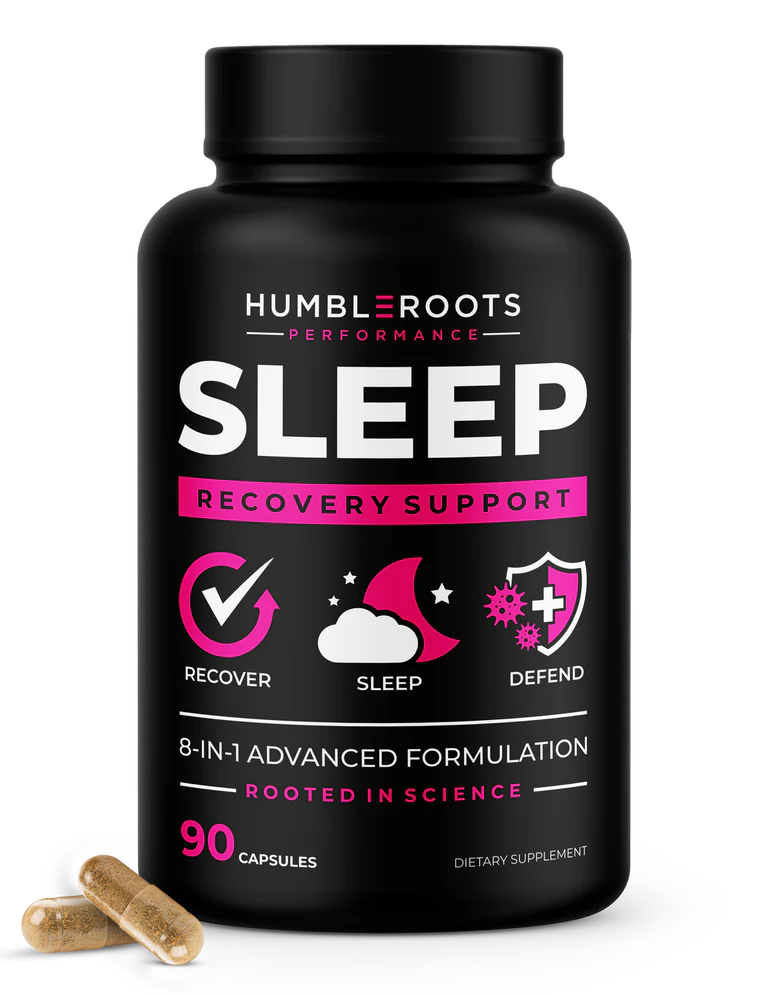 HUMBLEROOTS
PERFORMANCE
SLEEP
RECOVERY SUPPORT
RECOVER
SLEEP
DEFEND
8-IN-1 ADVANCED FORMULATION
ROOTED IN SCIENCE
90 CAPSULES
DIETARY SUPPLEMENT